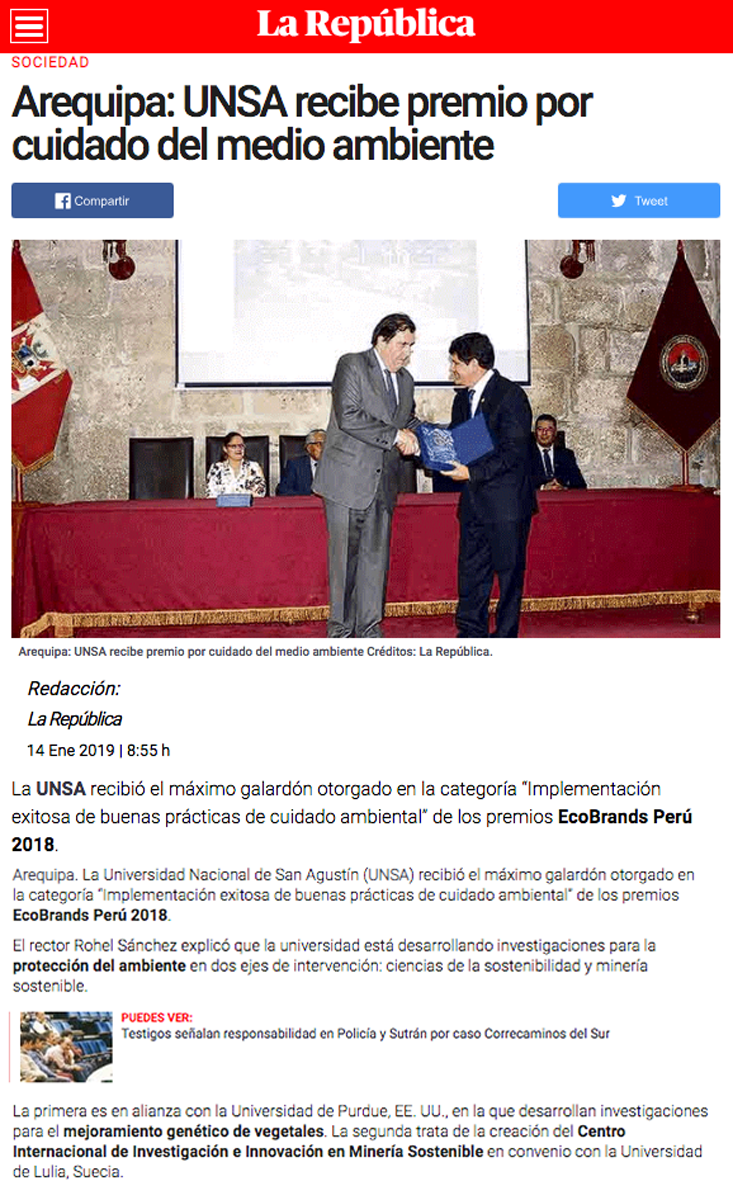 La República
SOCIEDAD
Arequipa: UNSA recibe premio por
cuidado del medio ambiente
Compartir
Tweet
Arequipa: UNSA recibe premio por cuidado del medio ambiente Créditos: La República.
Redacción:
La República
14 Ene 2019 | 8:55 h
La UNSA recibió el máximo galardón otorgado en la categoría “Implementación
exitosa de buenas prácticas de cuidado ambiental” de los premios EcoBrands Perú
2018.
Arequipa. La Universidad Nacional de San Agustín (UNSA) recibió el máximo galardón otorgado en
la categoría “Implementación exitosa de buenas prácticas de cuidado ambiental” de los premios
EcoBrands Perú 2018.
El rector Rohel Sánchez explicó que la universidad está desarrollando investigaciones para la
protección del ambiente en dos ejes de intervención: ciencias de la sostenibilidad y minería
sostenible.
PUEDES VER:
Testigos señalan responsabilidad en Policía y Sutrán por caso Correcaminos del Sur
La primera es en alianza con la Universidad de Purdue, EE. UU., en la que desarrollan investigaciones
para el mejoramiento genético de vegetales. La segunda trata de la creación del Centro
Internacional de Investigación e Innovación en Minería Sostenible en convenio con la Universidad
de Lulia, Suecia.